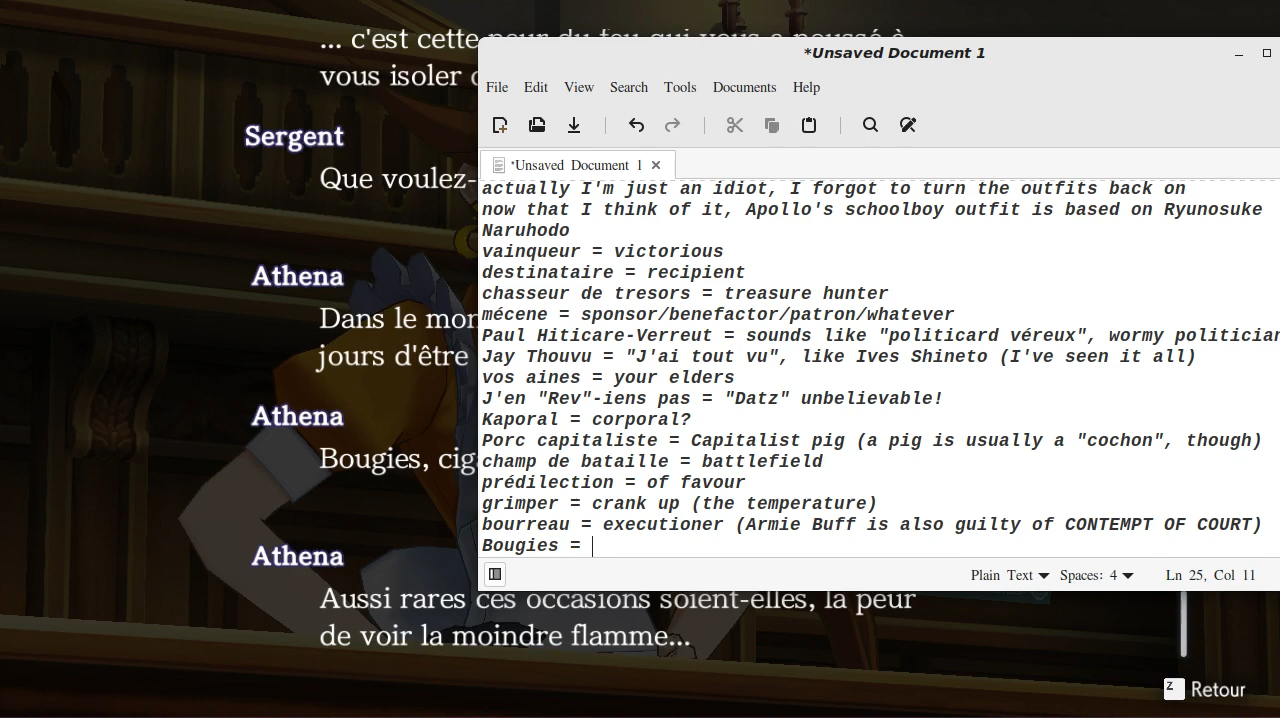 ... c'est cette peur du feu qui vous a poussé à
vous isoler
Sergent
Que voulez-
Athena
Dans le mon
jours d'être
Athena
Bougies, cig
Athena
Aussi rares ces occasions soient-elles, la peur
de voir la moindre flamme...
Retour
Z
*Unsaved Document 1
File Edit View Search Tools Documents Help
*Unsaved Document 1
actually I'm just an idiot, I forgot to turn the outfits back on
now that I think of it, Apollo's schoolboy outfit is based on Ryunosuke
Naruhodo
vainqueur = victorious
destinataire = recipient
chasseur de tresors = treasure hunter
mécene = sponsor/benefactor/patron/whatever
Paul Hiticare-Verreut = sounds like "politicard véreux", wormy politician
Jay Thouvu = "J'ai tout vu", like Ives Shineto (I've seen it all)
vos aines = your elders
J'en "Rev"-iens pas = "Datz" unbelievable!
Kaporal = corporal?
Porc capitaliste = Capitalist pig (a pig is usually a "cochon", though)
champ de bataille = battlefield
prédilection = of favour
grimper = crank up (the temperature)
bourreau = executioner (Armie Buff is also guilty of CONTEMPT OF COURT)
Bougies =
Plain Text Spaces: 4 Ln 25, Col 11